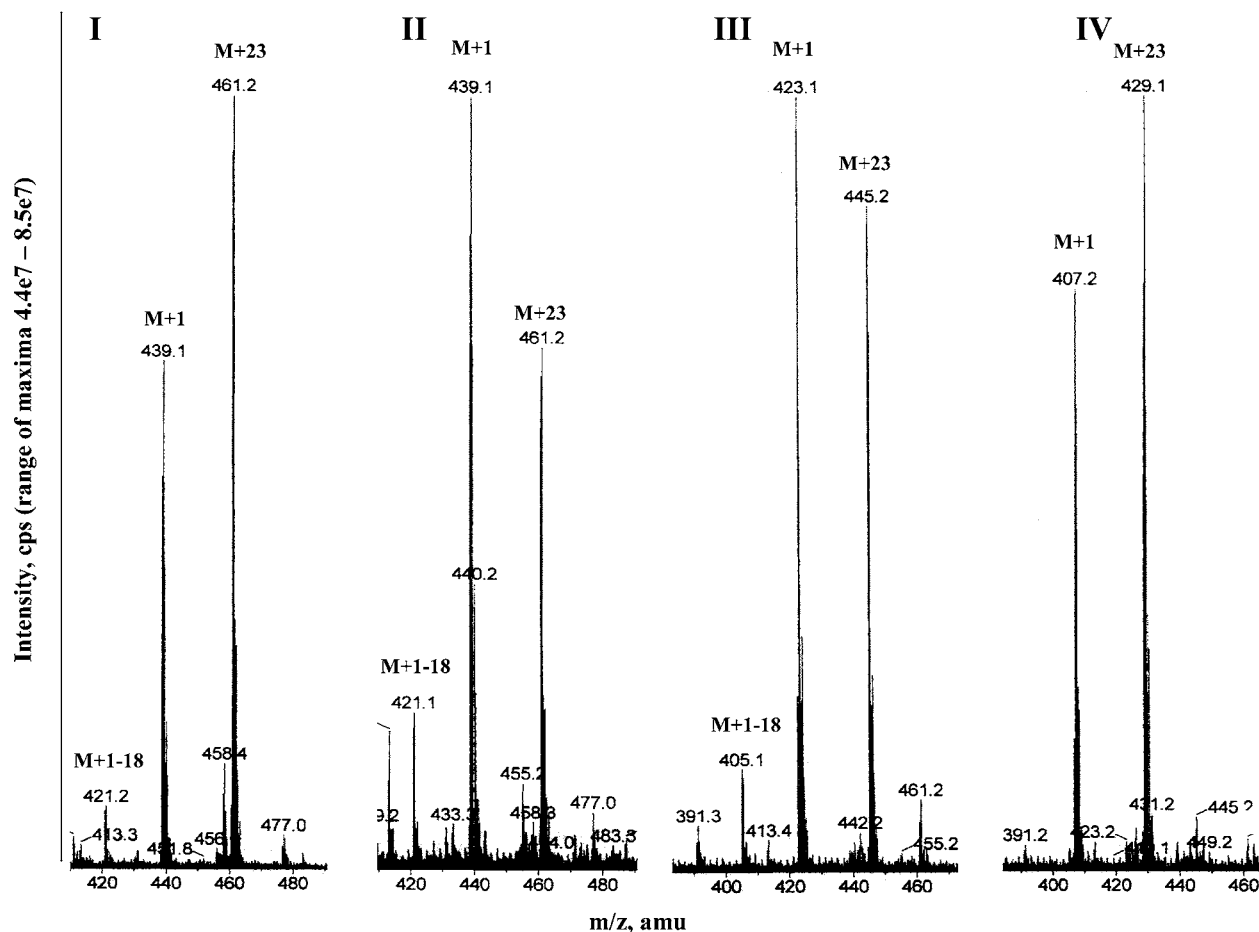 I
II
III
IV
M+23
461.2
M+1
439.1
M+1-18
421.2
413.3
458.4
477.0
420 440 460 480
M+1
439.1
M+23
461.2
440.2
M+1-18
421.1
455.2
458.3
477.0
433.3
483.3
420 440 460 480
M+1
423.1
M+23
445.2
M+1-18
405.1
391.3
413.4
442.2
461.2
455.2
400 420 440 460
M+23
429.1
M+1
407.2
391.2
423.2
431.2
445.2
449.2
400 420 440 460
Intensity, cps (range of maxima 4.4e7 – 8.5e7)
m/z, amu